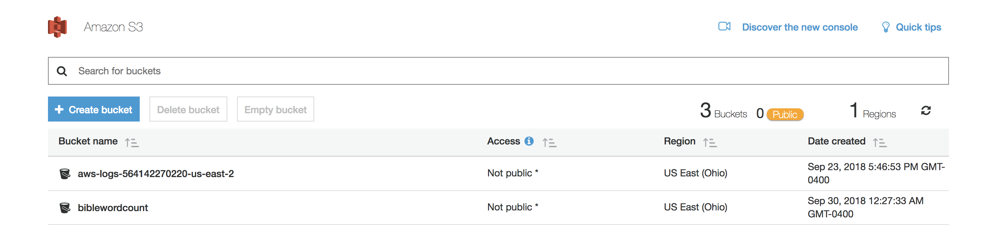 Amazon S3
Discover the new console
Quick tips
Search for buckets
Create bucket
Delete bucket
Empty bucket
3 Buckets
0 Public
1 Regions
Bucket name
Access
Region
Date created
aws-logs-564142270220-us-east-2
Not public *
US East (Ohio)
Sep 23, 2018 5:46:53 PM GMT-
0400
biblewordcount
Not public *
US East (Ohio)
Sep 30, 2018 12:27:33 AM
GMT-0400